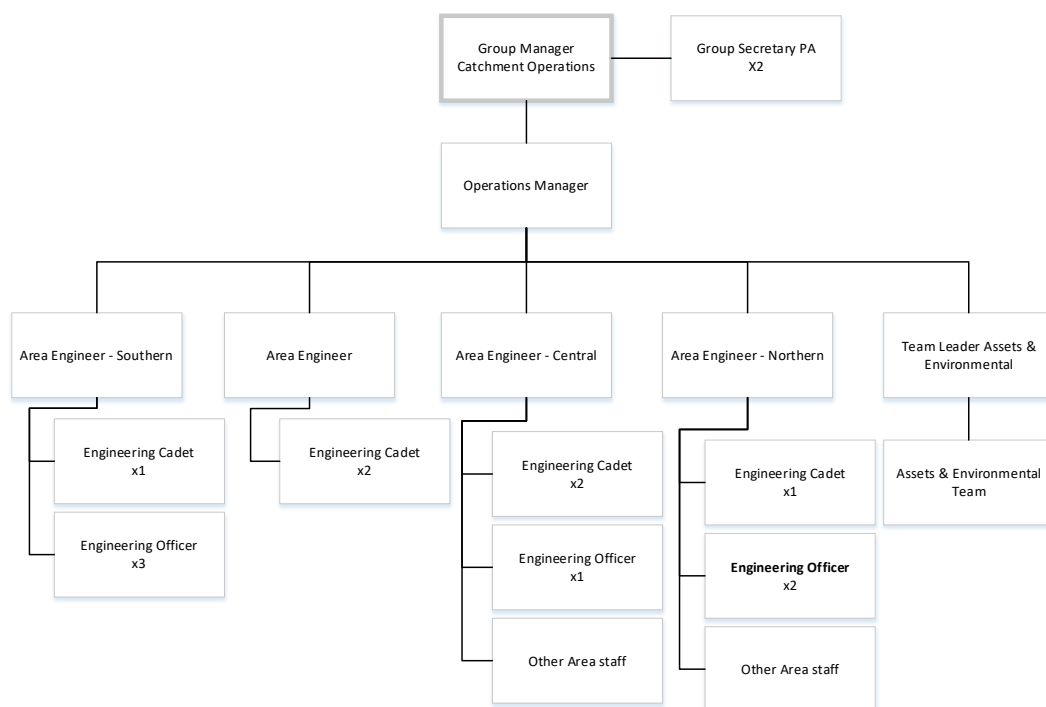 Group Manager
Catchment Operations
Group Secretary PA
X2
Operations Manager
Area Engineer - Southern
Area Engineer
Area Engineer - Central
Area Engineer - Northern
Team Leader Assets &
Environmental
Engineering Cadet
x1
Engineering Officer
x3
Engineering Cadet
x2
Engineering Cadet
x2
Engineering Officer
x1
Other Area staff
Engineering Cadet
x1
Engineering Officer
x2
Other Area staff
Assets & Environmental
Team